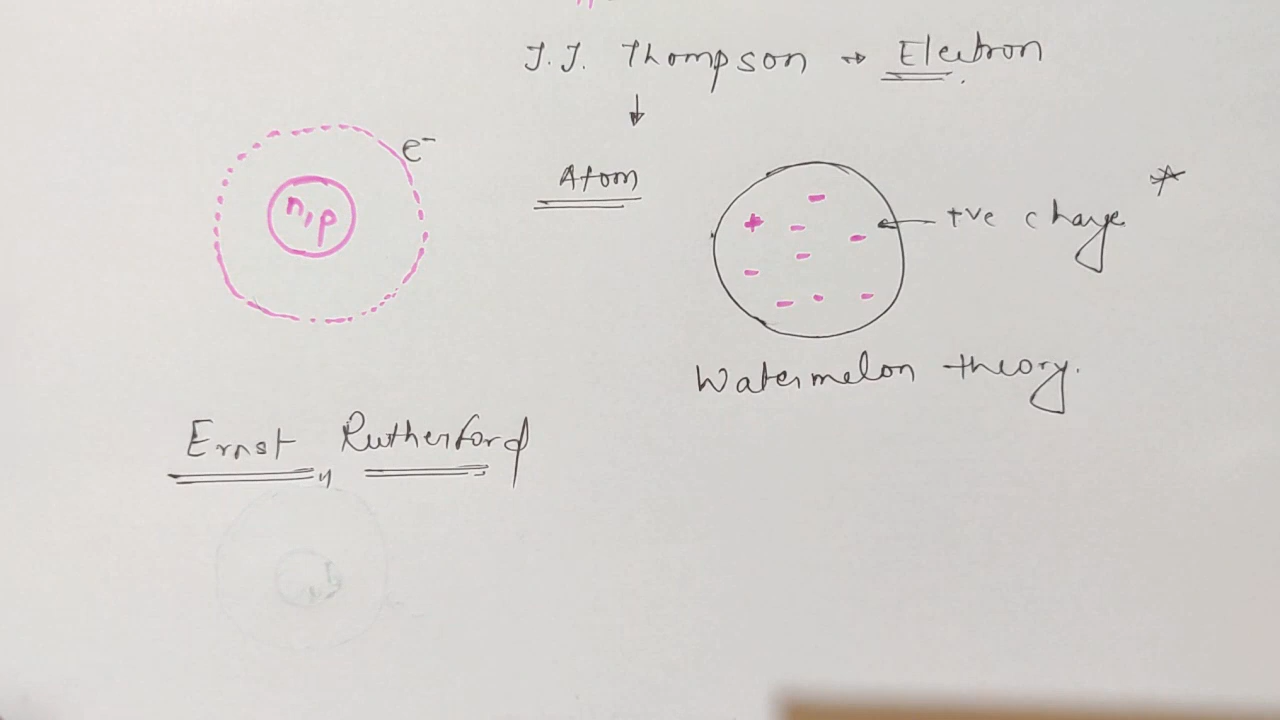 J.J. Thompson → Electron
e⁻
n,p
Atom
+ve charge
Watermelon theory.
Ernst Rutherford